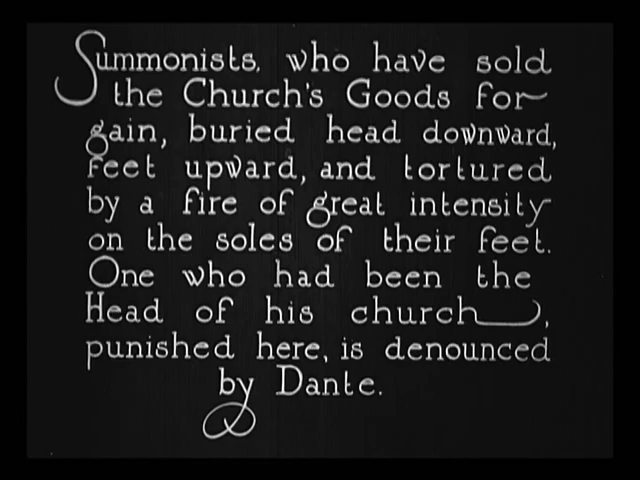 Summonists, who have sold
the Church's Goods for
gain, buried head downward,
feet upward, and tortured
by a fire of great intensity
on the soles of their feet.
One who had been the
Head of his church,
punished here, is denounced
by Dante.